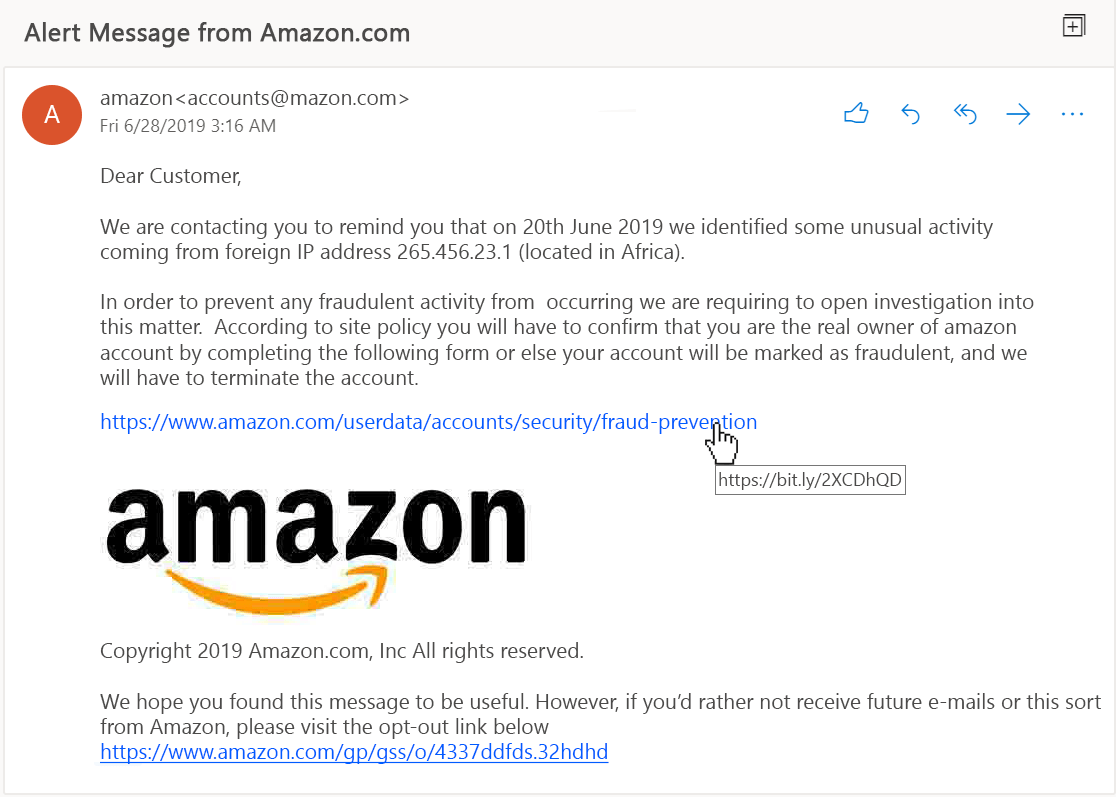 Alert Message from Amazon.com
A
amazon<accounts@mazon.com>
Fri 6/28/2019 3:16 AM
Dear Customer,
We are contacting you to remind you that on 20th June 2019 we identified some unusual activity
coming from foreign IP address 265.456.23.1 (located in Africa).
In order to prevent any fraudulent activity from  occurring we are requiring to open investigation into
this matter.  According to site policy you will have to confirm that you are the real owner of amazon
account by completing the following form or else your account will be marked as fraudulent, and we
will have to terminate the account.
https://www.amazon.com/userdata/accounts/security/fraud-prevention
https://bit.ly/2XCDhQD
amazon
Copyright 2019 Amazon.com, Inc All rights reserved.
We hope you found this message to be useful. However, if you’d rather not receive future e-mails or this sort
from Amazon, please visit the opt-out link below
https://www.amazon.com/gp/gss/o/4337ddfds.32hdhd